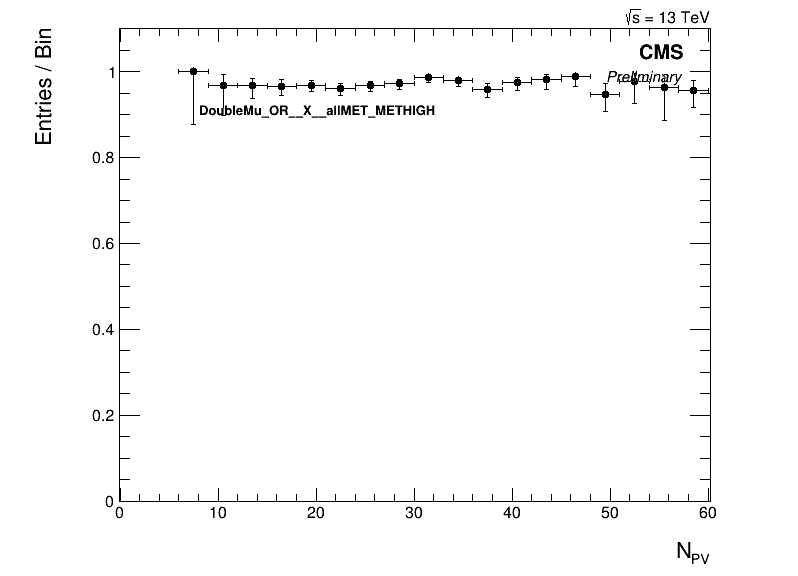 √s = 13 TeV
CMS
Preliminary
DoubleMu_OR__X__allMET_METHIGH
Entries / Bin
1
0.8
0.6
0.4
0.2
0
0 10 20 30 40 50 60
N_PV